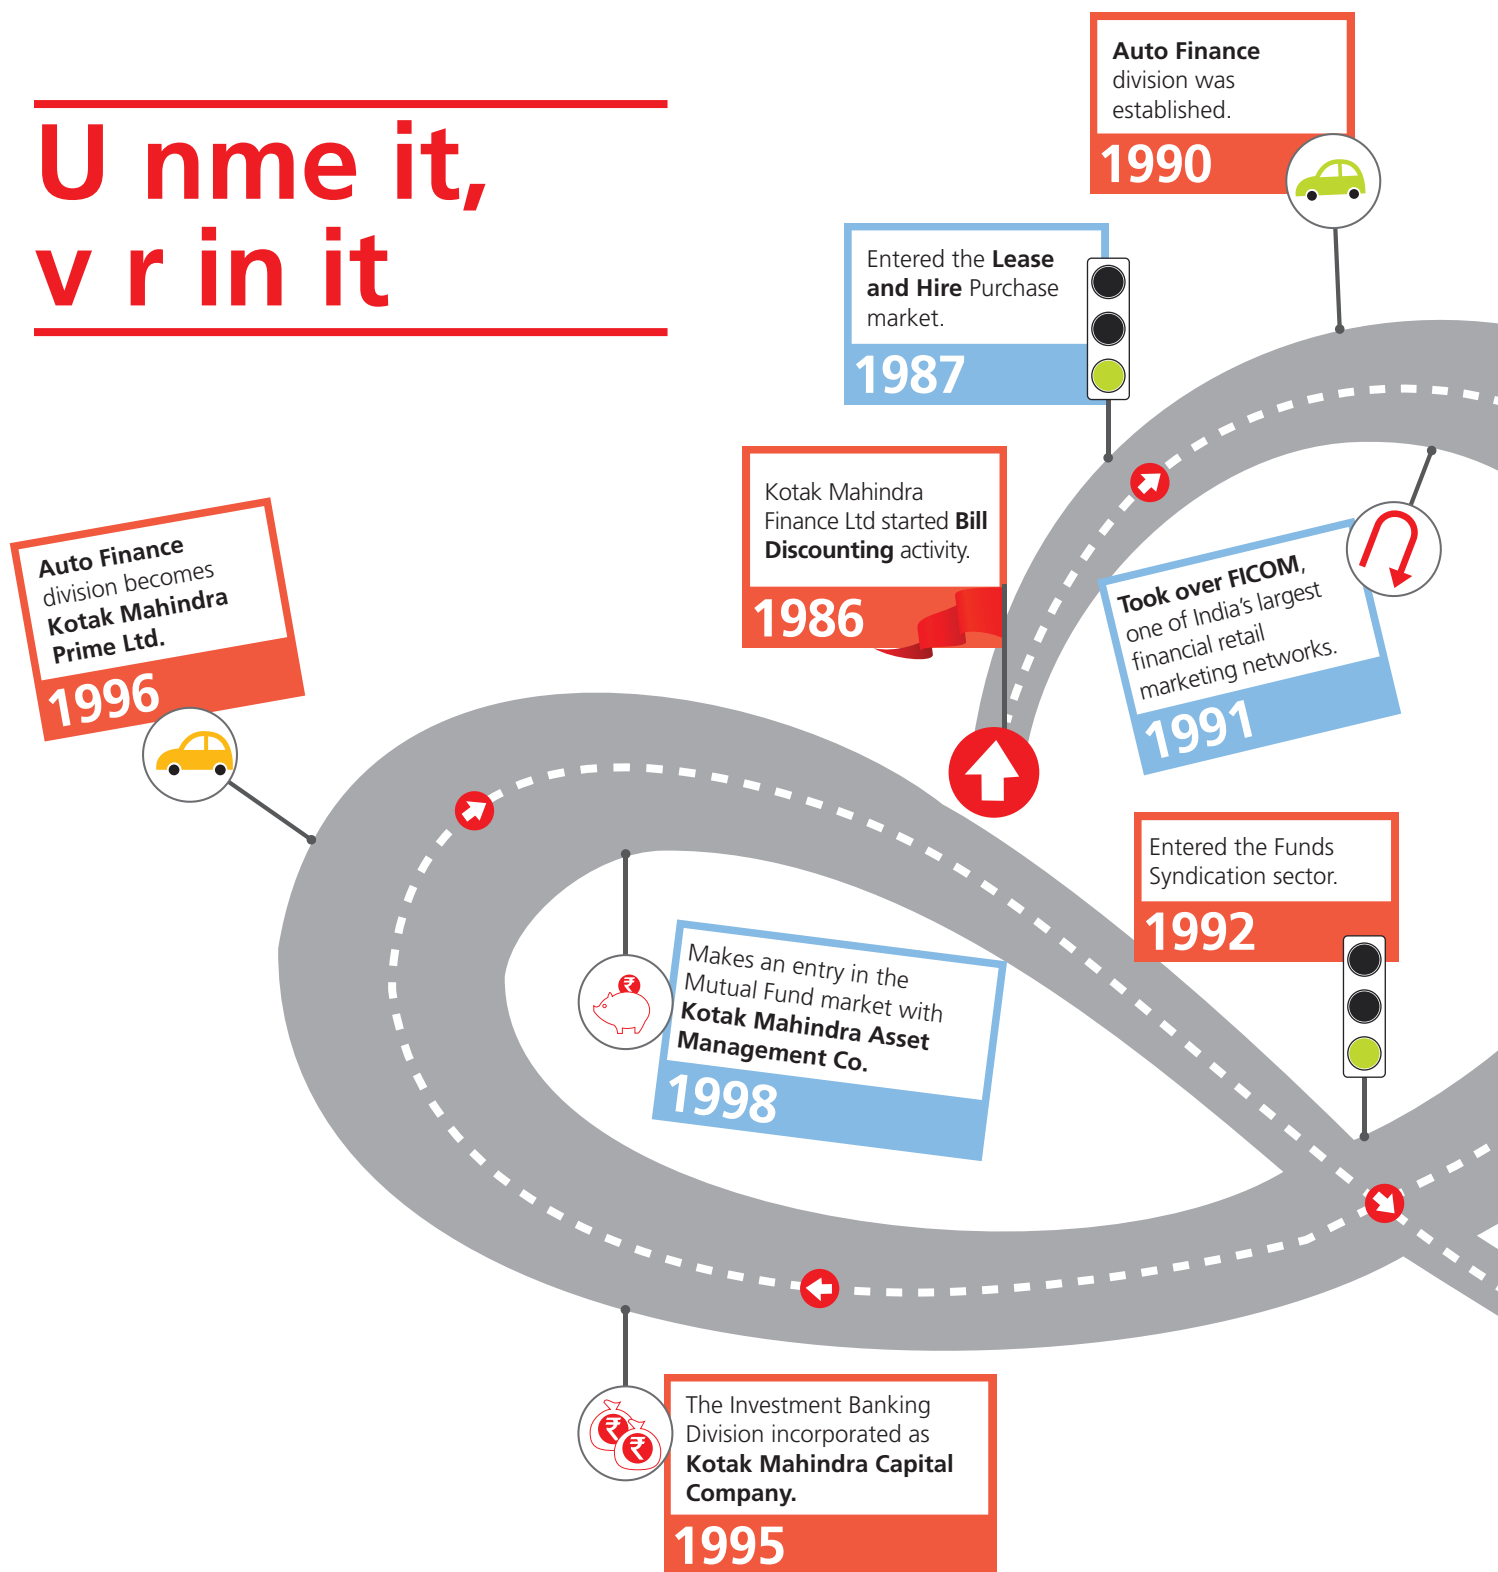 U nme it,
v r in it
Auto Finance
division was
established.
1990
Entered the Lease
and Hire Purchase
market.
1987
Kotak Mahindra
Finance Ltd started Bill
Discounting activity.
1986
Took over FICOM,
one of India's largest
financial retail
marketing networks.
1991
Auto Finance
division becomes
Kotak Mahindra
Prime Ltd.
1996
Entered the Funds
Syndication sector.
1992
Makes an entry in the
Mutual Fund market with
Kotak Mahindra Asset
Management Co.
1998
₹
The Investment Banking
Division incorporated as
Kotak Mahindra Capital
Company.
1995
₹
₹